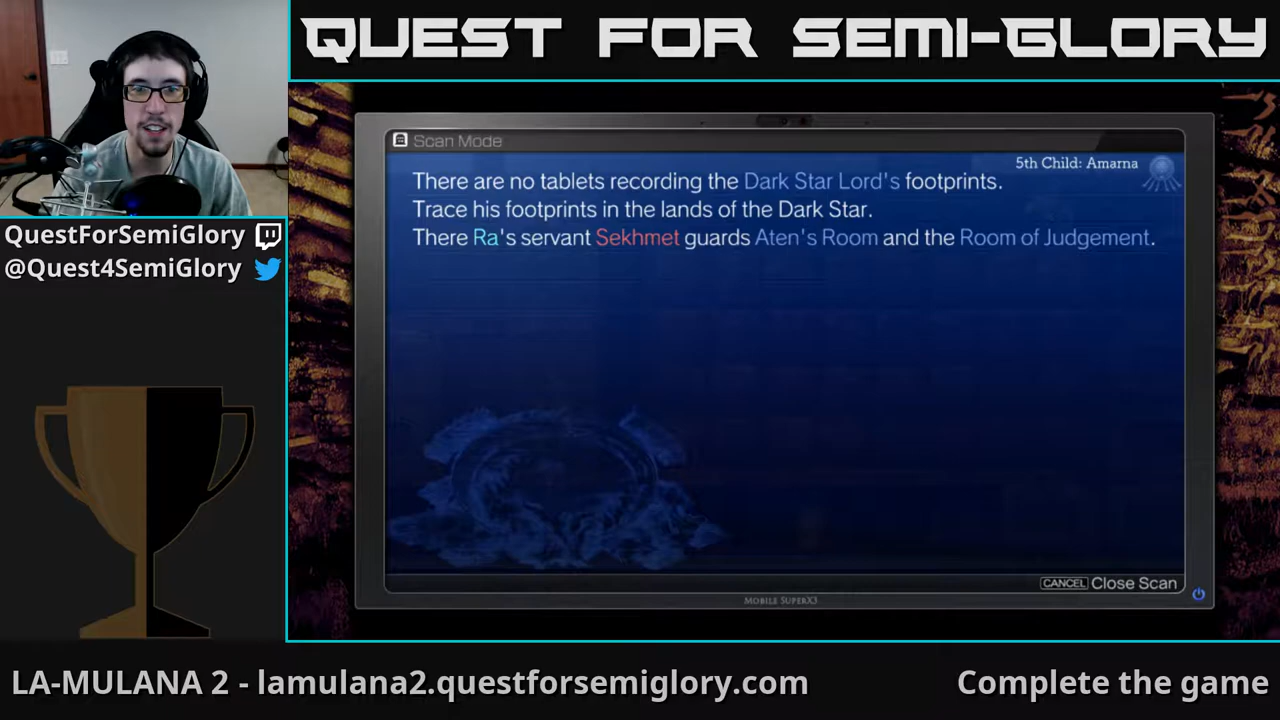 QUEST FOR SEMI-GLORY
Scan Mode
5th Child: Amarna
There are no tablets recording the Dark Star Lord's footprints.
Trace his footprints in the lands of the Dark Star.
There Ra's servant Sekhmet guards Aten's Room and the Room of Judgement.
QuestForSemiGlory
@Quest4SemiGlory
CANCEL Close Scan
MOBILE SUPERX3
LA-MULANA 2 - lamulana2.questforsemiglory.com
Complete the game